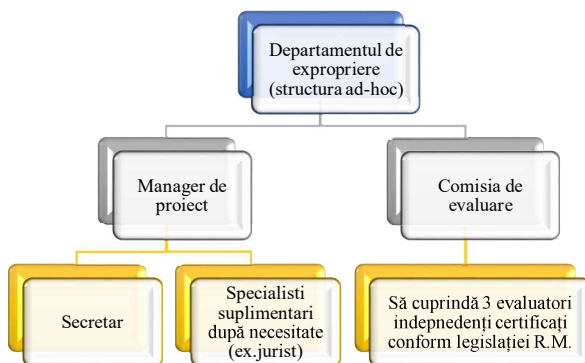 Departamentul de
expropriere
(structura ad-hoc)
Manager de
proiect
Comisia de
evaluare
Secretar
Specialisti
suplimentari
după necesitate
(ex.jurist)
Să cuprindă 3 evaluatori
indepnedenți certificați
conform legislației R.M.